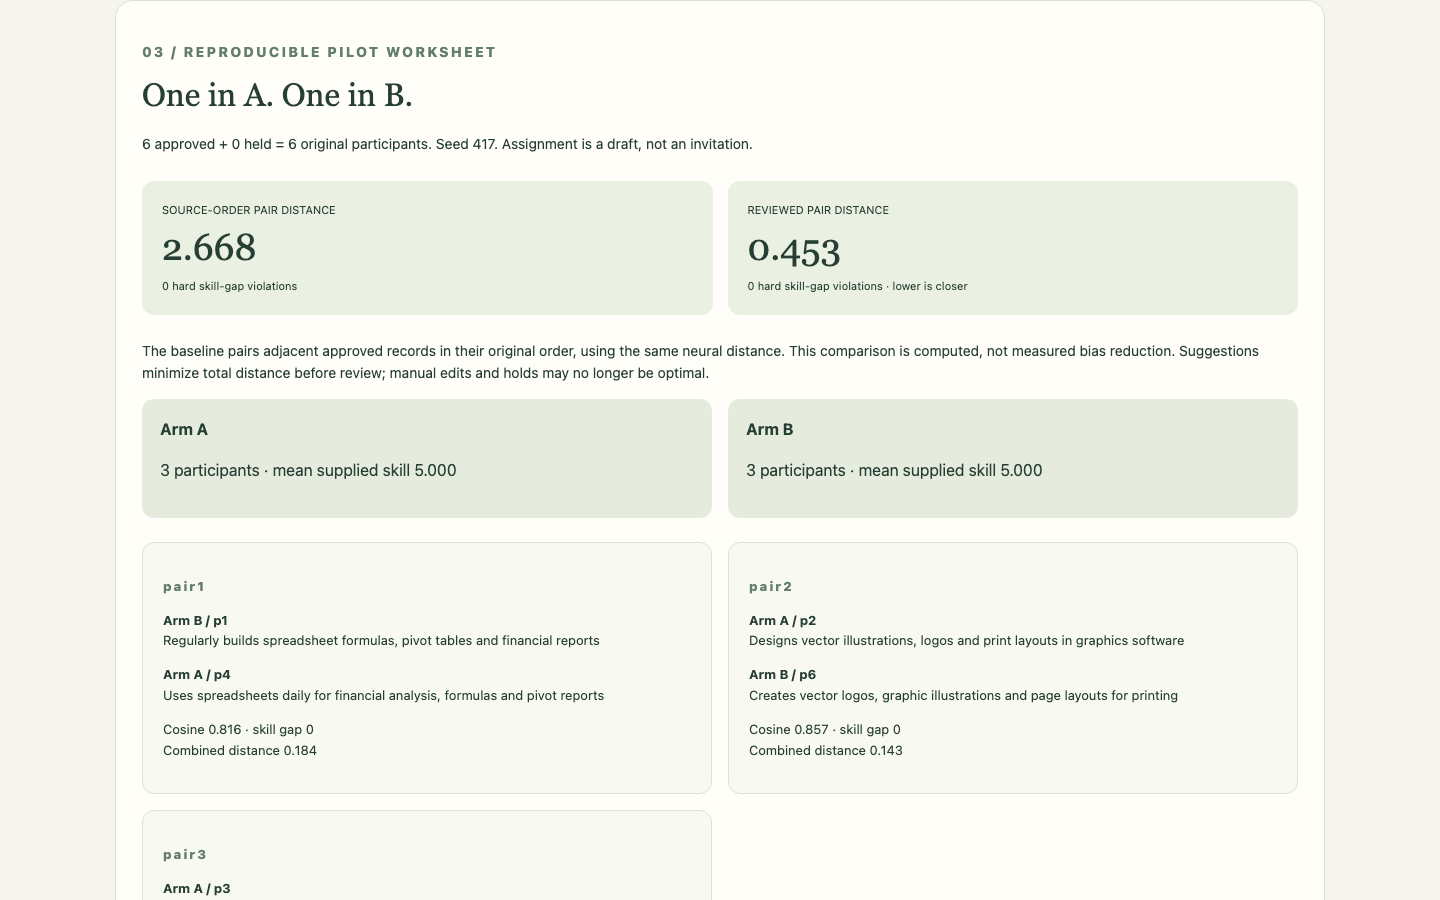 03 / REPRODUCIBLE PILOT WORKSHEET
One in A. One in B.
6 approved + 0 held = 6 original participants. Seed 417. Assignment is a draft, not an invitation.
SOURCE-ORDER PAIR DISTANCE
2.668
0 hard skill-gap violations
REVIEWED PAIR DISTANCE
0.453
0 hard skill-gap violations · lower is closer
The baseline pairs adjacent approved records in their original order, using the same neural distance. This comparison is computed, not measured bias reduction. Suggestions
minimize total distance before review; manual edits and holds may no longer be optimal.
Arm A
3 participants · mean supplied skill 5.000
Arm B
3 participants · mean supplied skill 5.000
pair1
Arm B / p1
Regularly builds spreadsheet formulas, pivot tables and financial reports
Arm A / p4
Uses spreadsheets daily for financial analysis, formulas and pivot reports
Cosine 0.816 · skill gap 0
Combined distance 0.184
pair2
Arm A / p2
Designs vector illustrations, logos and print layouts in graphics software
Arm B / p6
Creates vector logos, graphic illustrations and page layouts for printing
Cosine 0.857 · skill gap 0
Combined distance 0.143
pair3
Arm A / p3